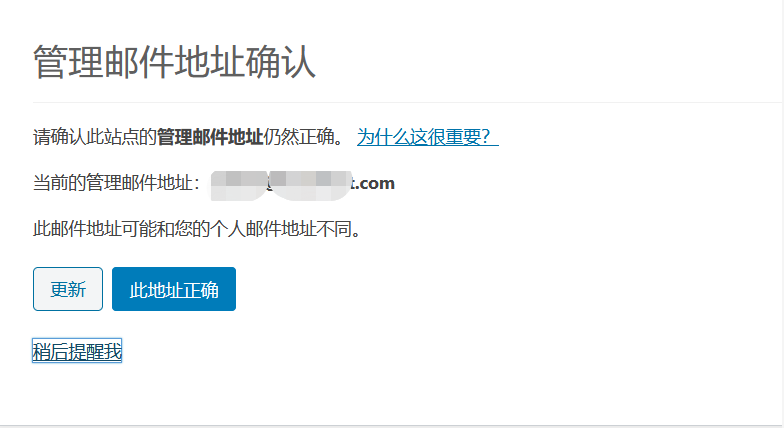 管理邮件地址确认
请确认此站点的管理邮件地址仍然正确。 为什么这很重要？
当前的管理邮件地址： t.com
此邮件地址可能和您的个人邮件地址不同。
更新 此地址正确
稍后提醒我